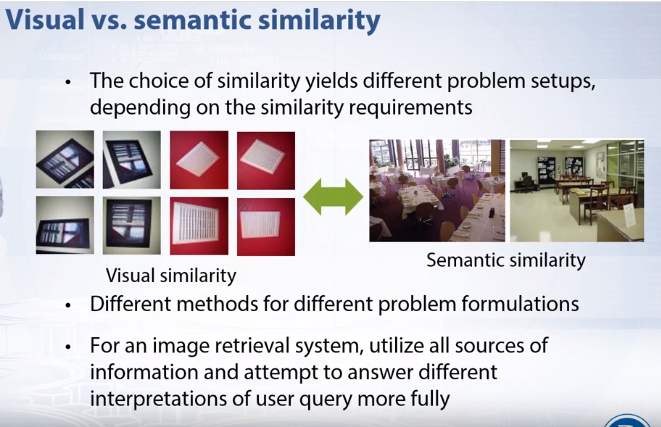 Visual vs. semantic similarity
• The choice of similarity yields different problem setups,
depending on the similarity requirements
Visual similarity
Semantic similarity
• Different methods for different problem formulations
• For an image retrieval system, utilize all sources of
information and attempt to answer different
interpretations of user query more fully